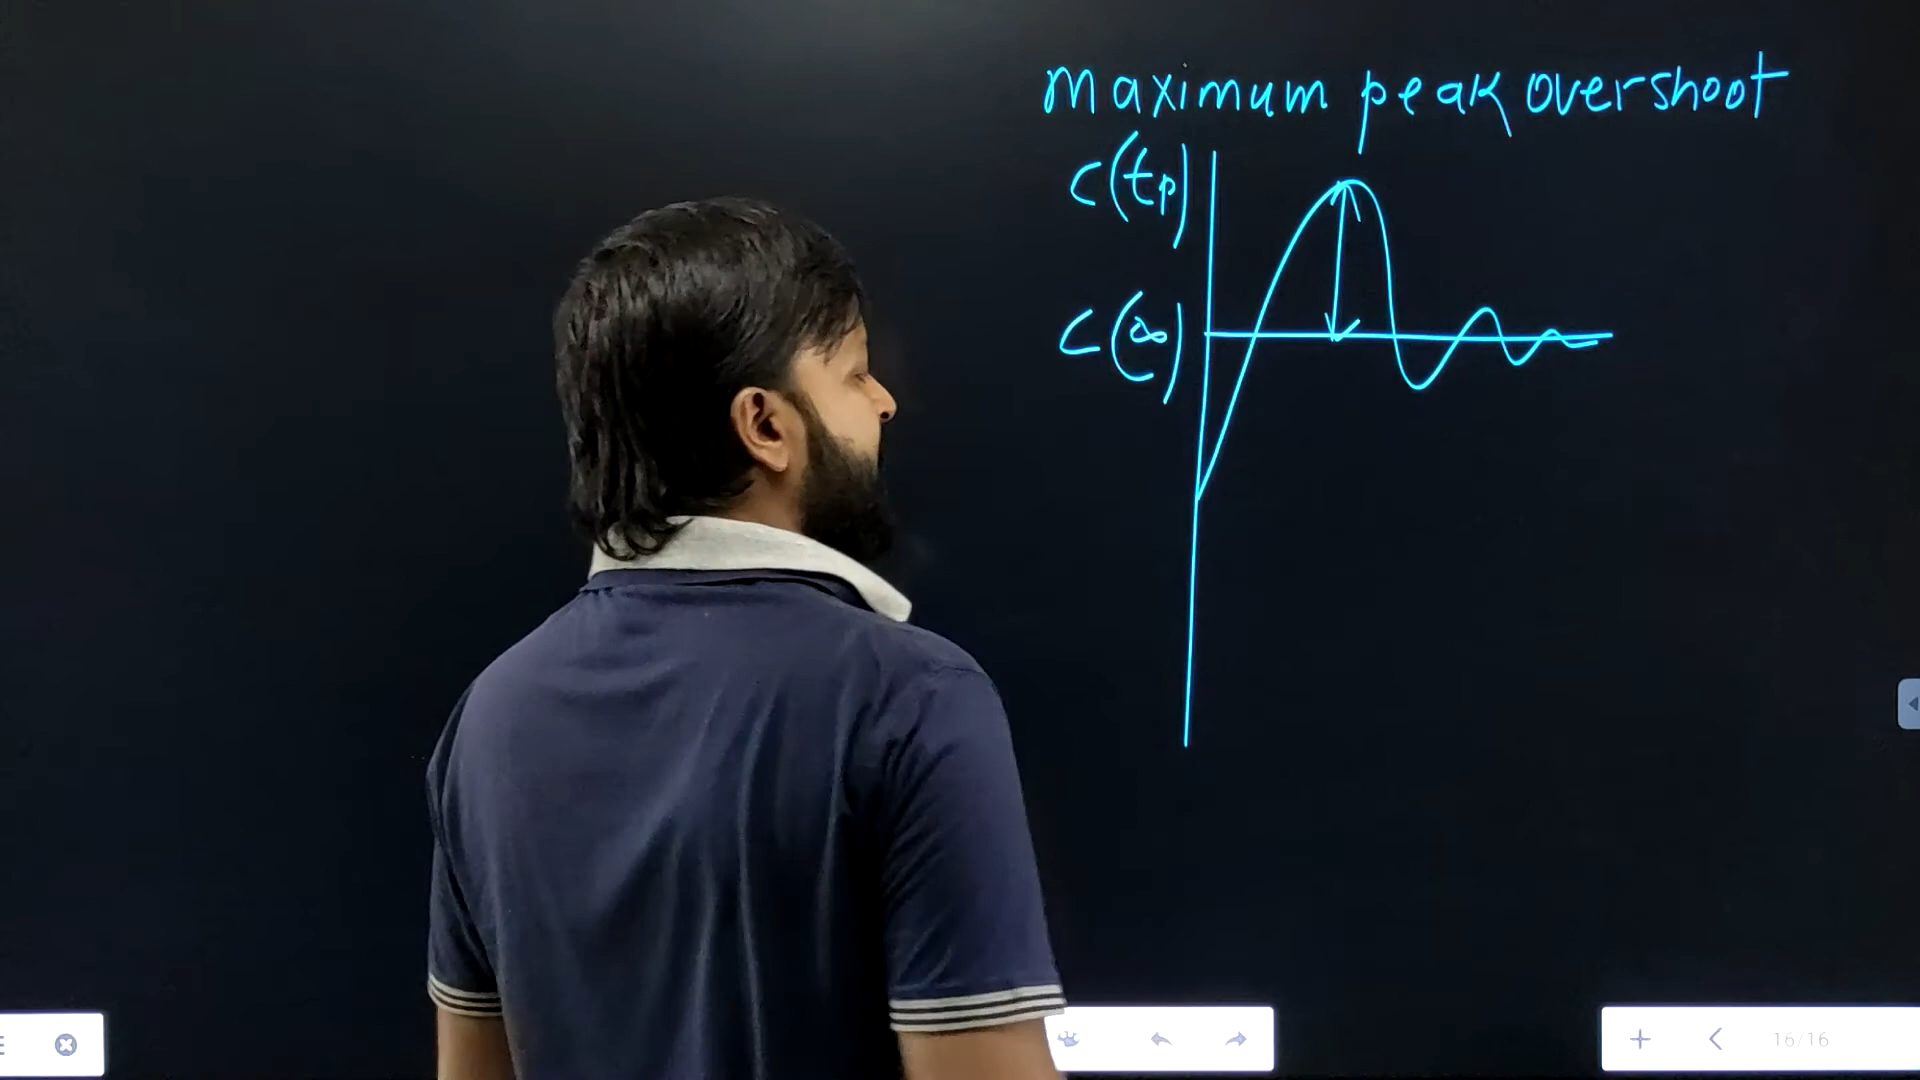 maximum peak overshoot
c(tp)
c(∞)
16/16